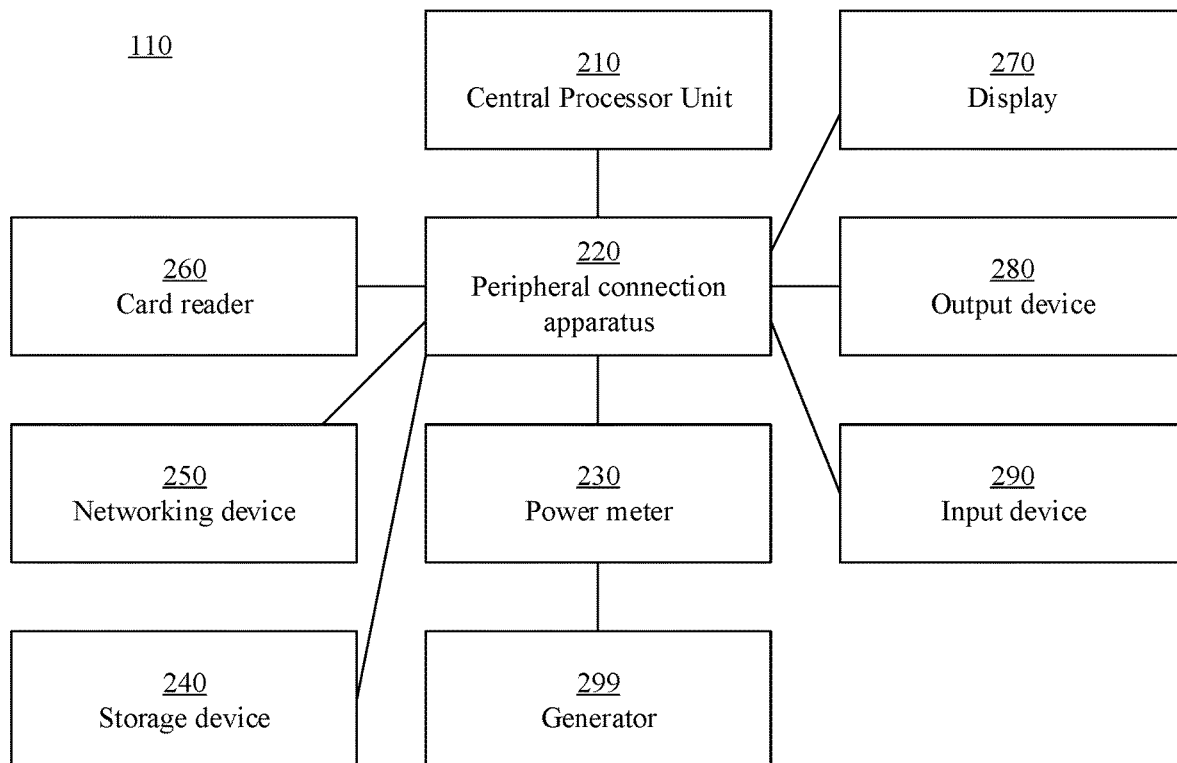 110
210
Central Processor Unit
270
Display
260
Card reader
220
Peripheral connection
apparatus
280
Output device
250
Networking device
230
Power meter
290
Input device
240
Storage device
299
Generator